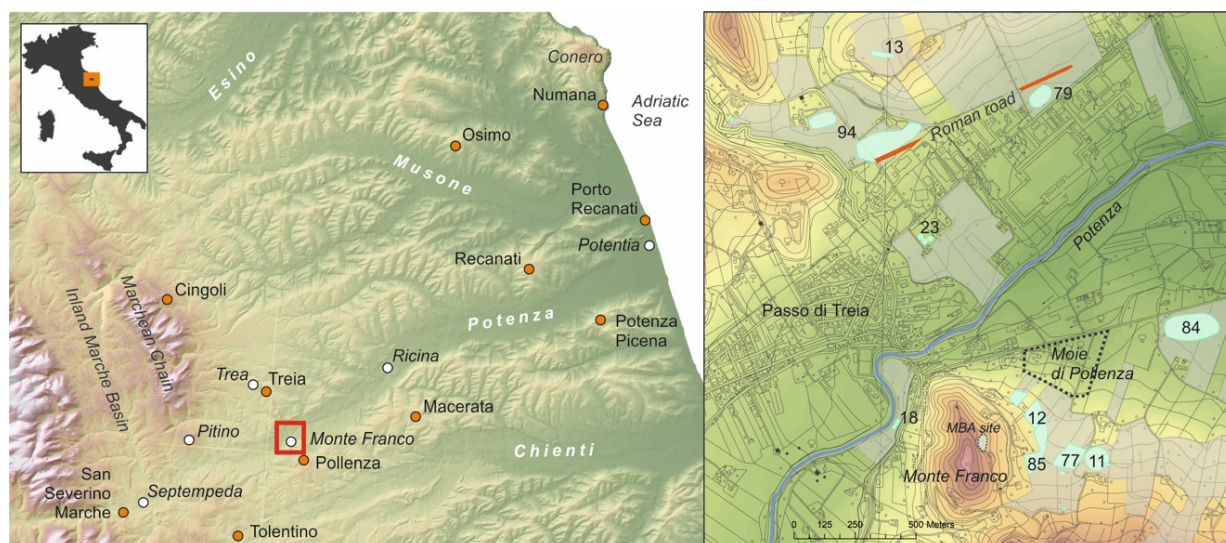 Esino
Conero
Numana
Adriatic
Sea
Osimo
Musone
Porto
Recanati
Potentia
Recanati
Cingoli
Marchean Chain
Inland Marche Basin
Potenza
Potenza
Picena
Ricina
Trea
Treia
Macerata
Pitino
Monte Franco
Chienti
Pollenza
San
Severino
Marche
Septempeda
Tolentino
13
79
Roman road
94
23
Potenza
Passo di Treia
84
Moie
di Pollenza
18
12
MBA site
85
77
11
Monte Franco
0 125 250 500 Meters